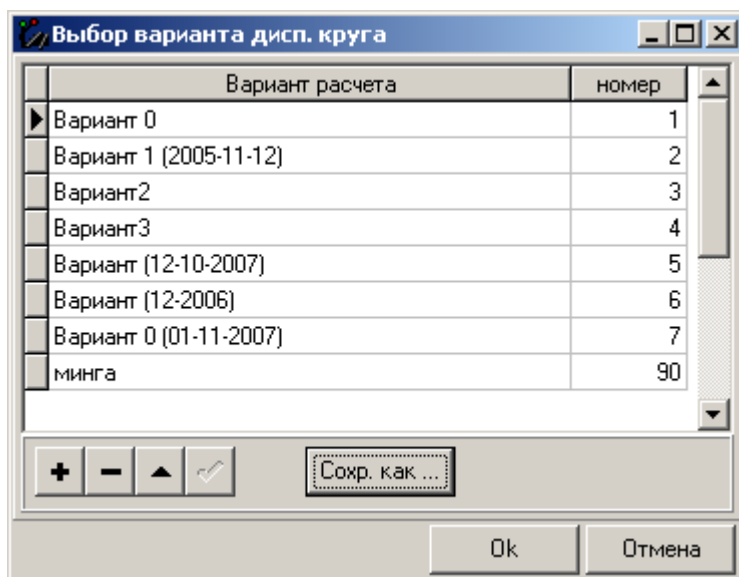 Выбор варианта дисп. круга
Вариант расчета номер
Вариант 0 1
Вариант 1 (2005-11-12) 2
Вариант2 3
Вариант3 4
Вариант (12-10-2007) 5
Вариант (12-2006) 6
Вариант 0 (01-11-2007) 7
минга 90
Сохр. как ...
Ok Отмена